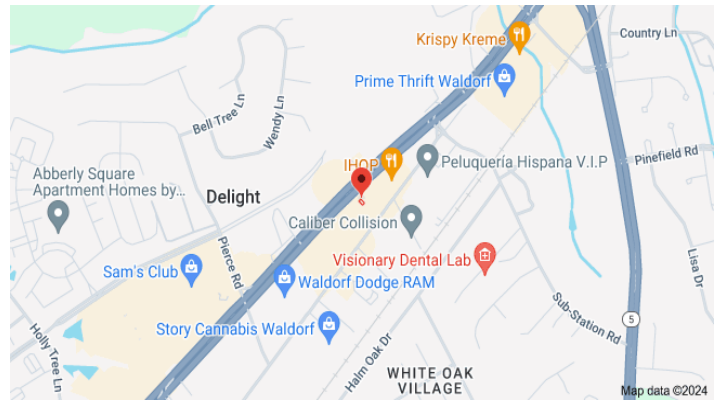 Krispy Kreme
Country Ln
Prime Thrift Waldorf
Bell Tree Ln
Wendy Ln
IHOP
Peluquería Hispana V.I.P
Pinefield Rd
Abberly Square
Apartment Homes by...
Delight
Caliber Collision
Pierce Rd
Visionary Dental Lab
Sam's Club
Waldorf Dodge RAM
Lisa Dr
Story Cannabis Waldorf
Sub-Station Rd
5
Holly Tree Ln
Halm Oak Dr
WHITE OAK
VILLAGE
Map data ©2024